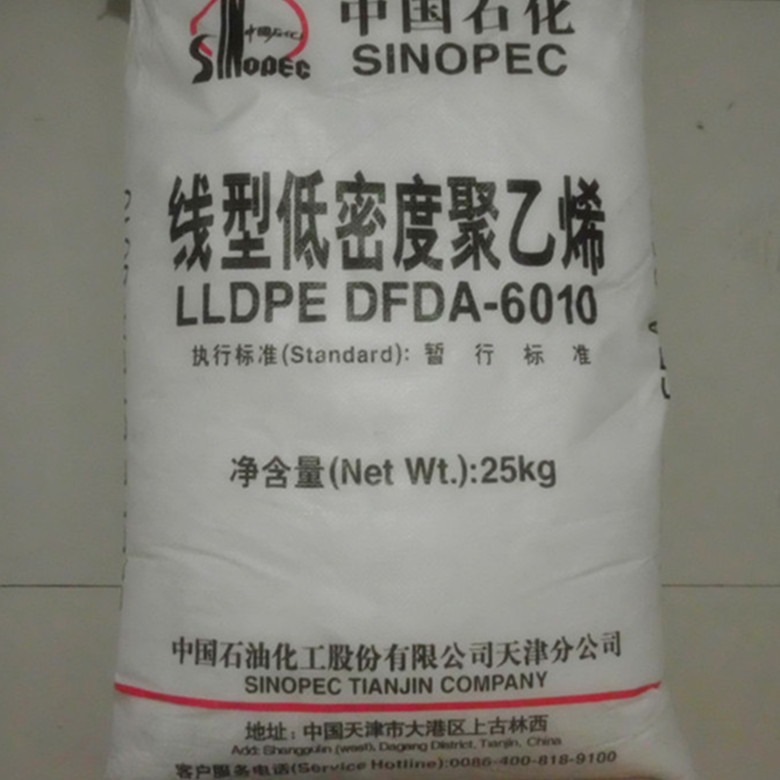 中国石化
SINOPEC
中国石化
SINOPEC
线型低密度聚乙烯
LLDPE DFDA-6010
执行标准(Standard): 暂行标准
净含量(Net Wt.):25kg
中国石油化工股份有限公司天津分公司
SINOPEC TIANJIN COMPANY
地址: 中国天津市大港区上古林西
Add: Shanggulin (west), Dagang District, Tianjin, China
客户服务电话(Service Hotline):0086-400-818-9100